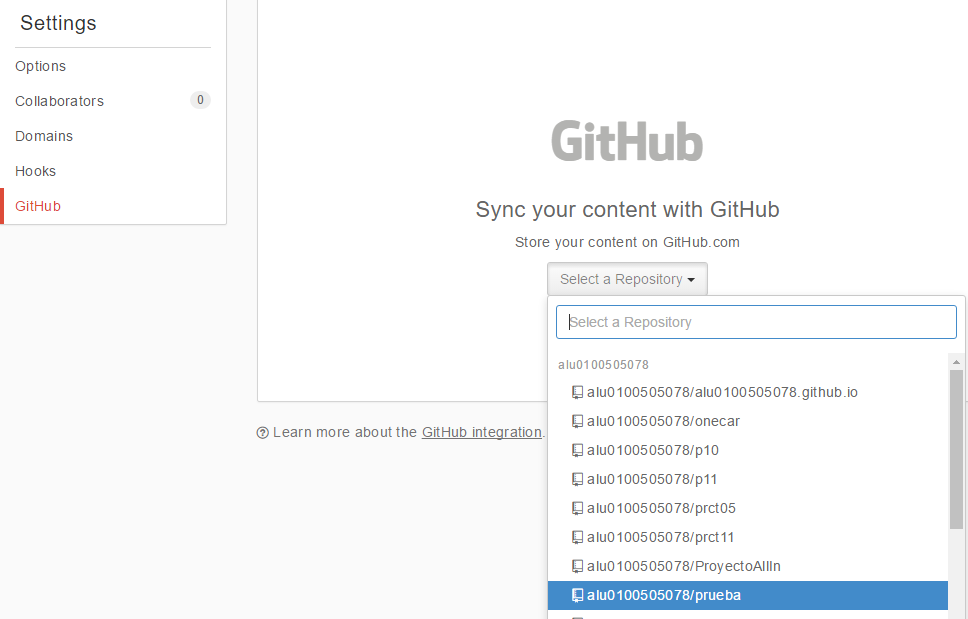 Settings
Options
Collaborators 0
Domains
Hooks
GitHub
GitHub
Sync your content with GitHub
Store your content on GitHub.com
Select a Repository
Select a Repository
alu0100505078
alu0100505078/alu0100505078.github.io
alu0100505078/onecar
alu0100505078/p10
alu0100505078/p11
alu0100505078/prct05
alu0100505078/prct11
alu0100505078/ProyectoAllIn
alu0100505078/prueba
Learn more about the GitHub integration.